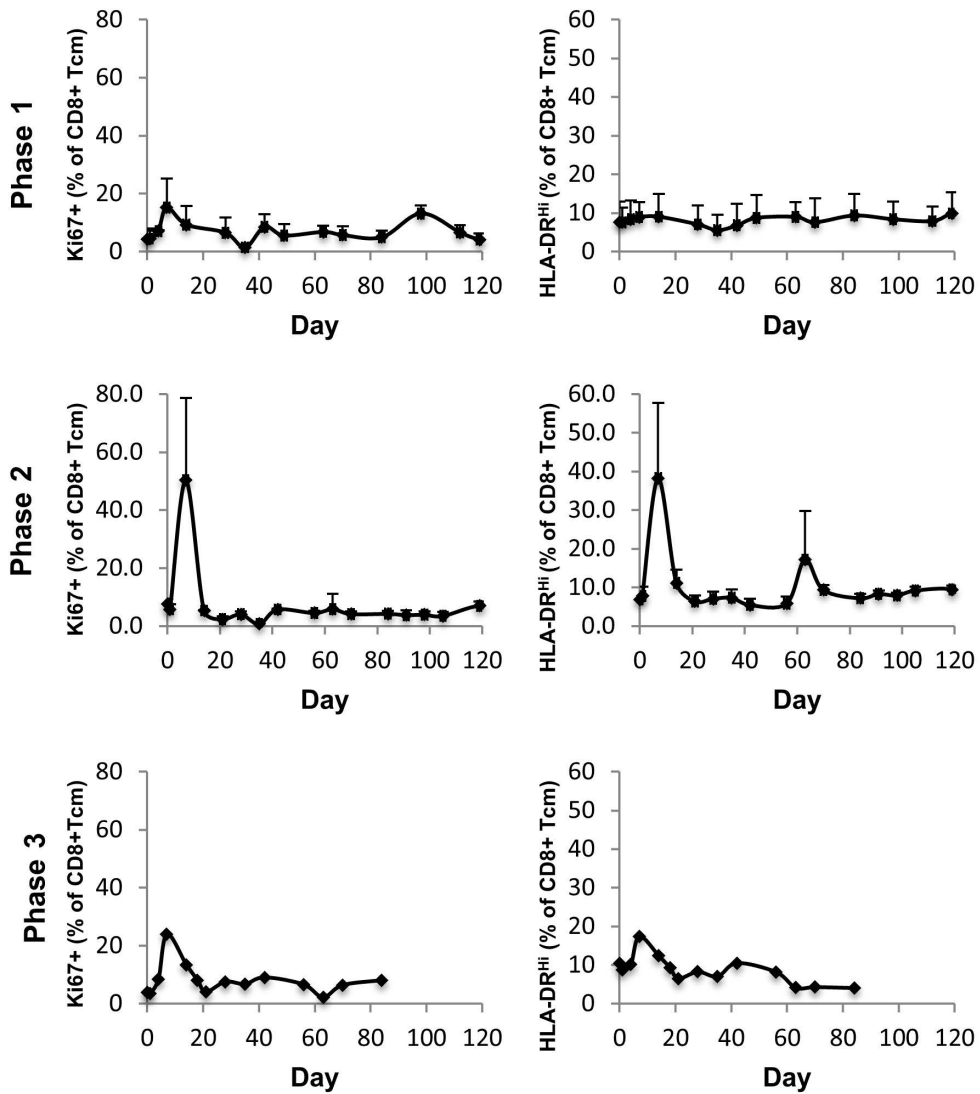 Phase 1
Ki67+ (% of CD8+ Tcm)
80
60
40
20
0
0 20 40 60 80 100 120
Day
HLA-DRHi (% of CD8+ Tcm)
60
50
40
30
20
10
0
0 20 40 60 80 100 120
Day
Phase 2
Ki67+ (% of CD8+ Tcm)
80.0
60.0
40.0
20.0
0.0
0 20 40 60 80 100 120
Day
HLA-DRHi (% of CD8+ Tcm)
60.0
50.0
40.0
30.0
20.0
10.0
0.0
0 20 40 60 80 100 120
Day
Phase 3
Ki67+ (% of CD8+Tcm)
80
60
40
20
0
0 20 40 60 80 100 120
Day
HLA-DRHi (% of CD8+ Tcm)
60
50
40
30
20
10
0
0 20 40 60 80 100 120
Day